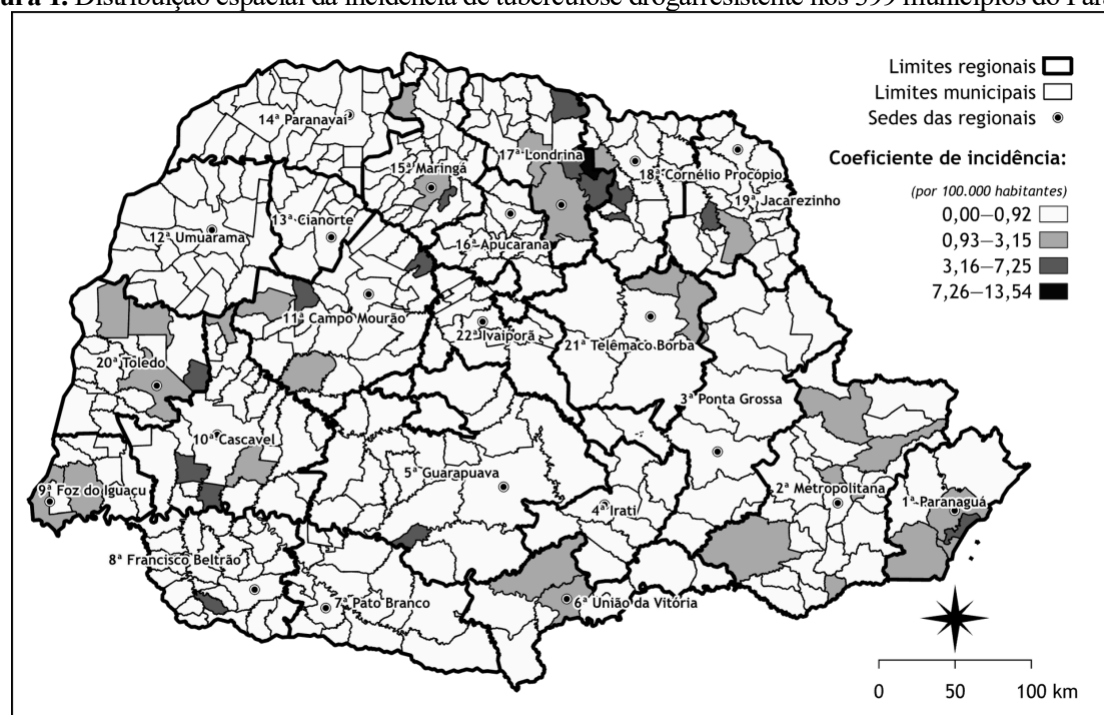 ura 1. Distribuição espacial da incidência de tuberculose drogarresistente nos 399 municípios do Par
Limites regionais
Limites municipais
Sedes das regionais
Coeficiente de incidência:
(por 100.000 habitantes)
0,00—0,92
0,93—3,15
3,16—7,25
7,26—13,54
14ª Paranavaí
17ª Londrina
15ª Maringá
18ª Cornélio Procópio
19ª Jacarezinho
13ª Cianorte
12ª Umuarama
16ª Apucarana
11ª Campo Mourão
22ª Ivaiporã
21ª Telêmaco Borba
20ª Toledo
3ª Ponta Grossa
10ª Cascavel
5ª Guarapuava
9ª Foz do Iguaçu
2ª Metropolitana
1ª Paranaguá
4ª Irati
8ª Francisco Beltrão
7ª Pato Branco
6ª União da Vitória
0 50 100 km